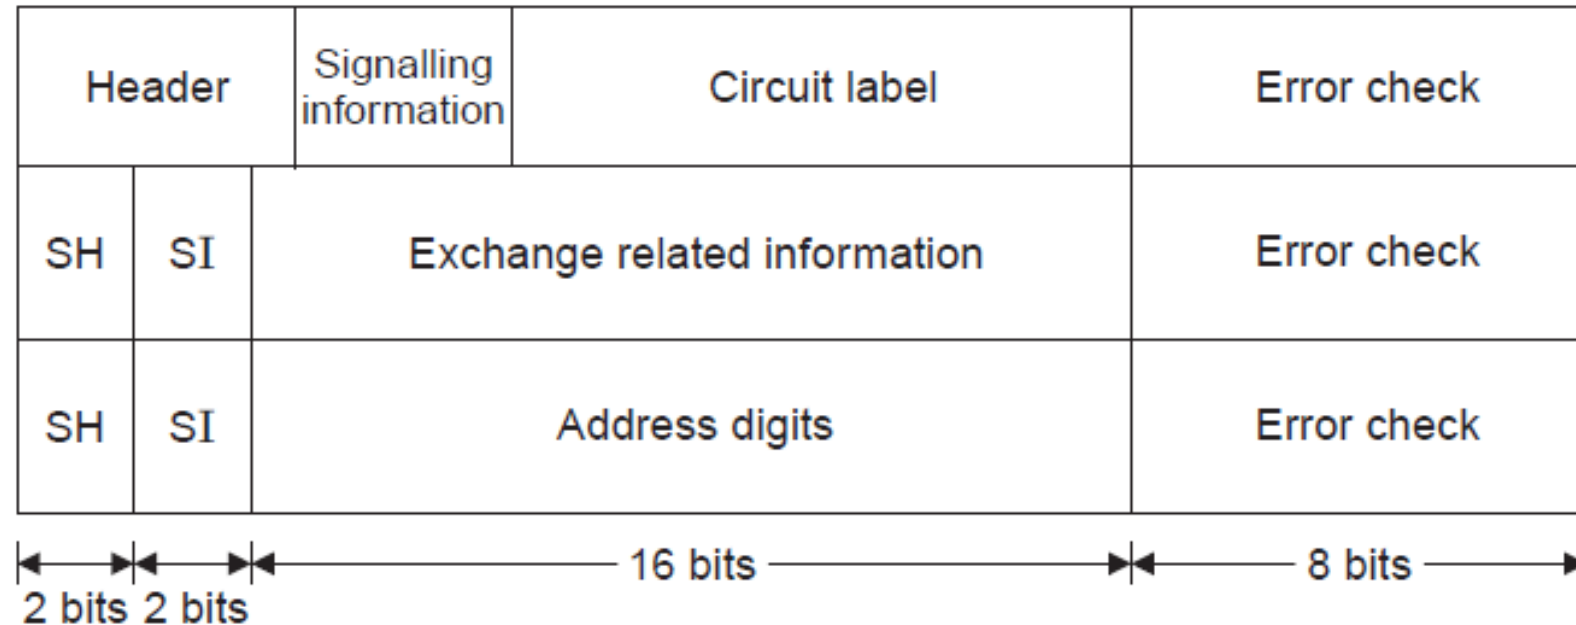 Header
Signalling
information
Circuit label
Error check
SH
SI
Exchange related information
Error check
SH
SI
Address digits
Error check
2 bits
2 bits
16 bits
8 bits